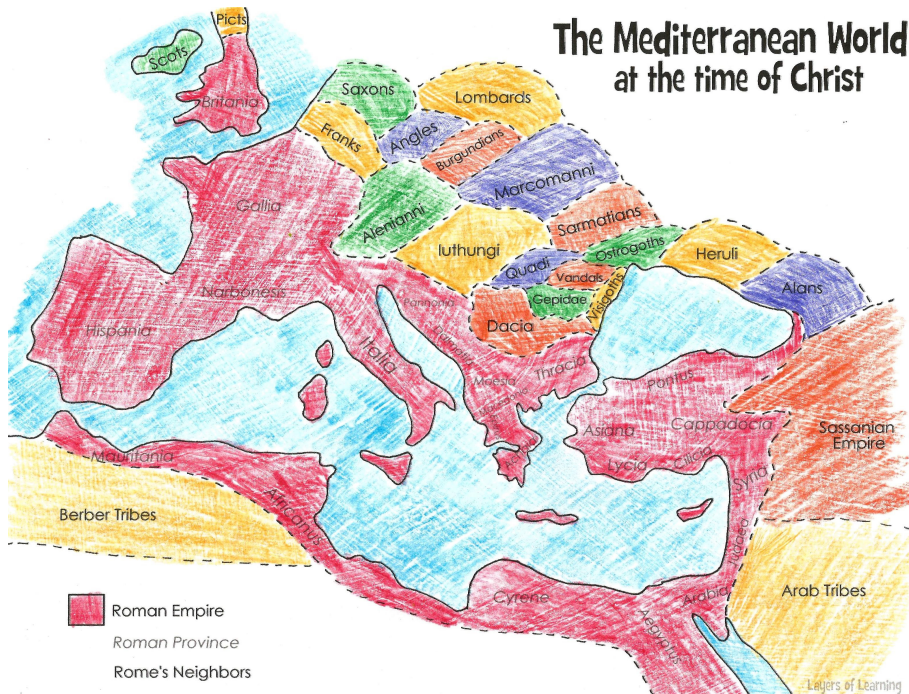 The Mediterranean World
at the time of Christ
Picts
Scots
Britania
Saxons
Lombards
Franks
Angles
Burgundians
Marcomanni
Gallia
Alemanni
Iuthungi
Sarmatians
Ostrogoths
Heruli
Quadi
Vandals
Visigoths
Alans
Gepidae
Dacia
Narbonesis
Pannonia
Hispania
Italia
Thracia
Moesia
Pontus
Cappadocia
Asiana
Lycia
Cilicia
Syria
Sassanian
Empire
Mauritania
Africanus
Berber Tribes
Judaea
Cyrene
Arabia
Aegyptus
Arab Tribes
Roman Empire
Roman Province
Rome's Neighbors
Layers of Learning